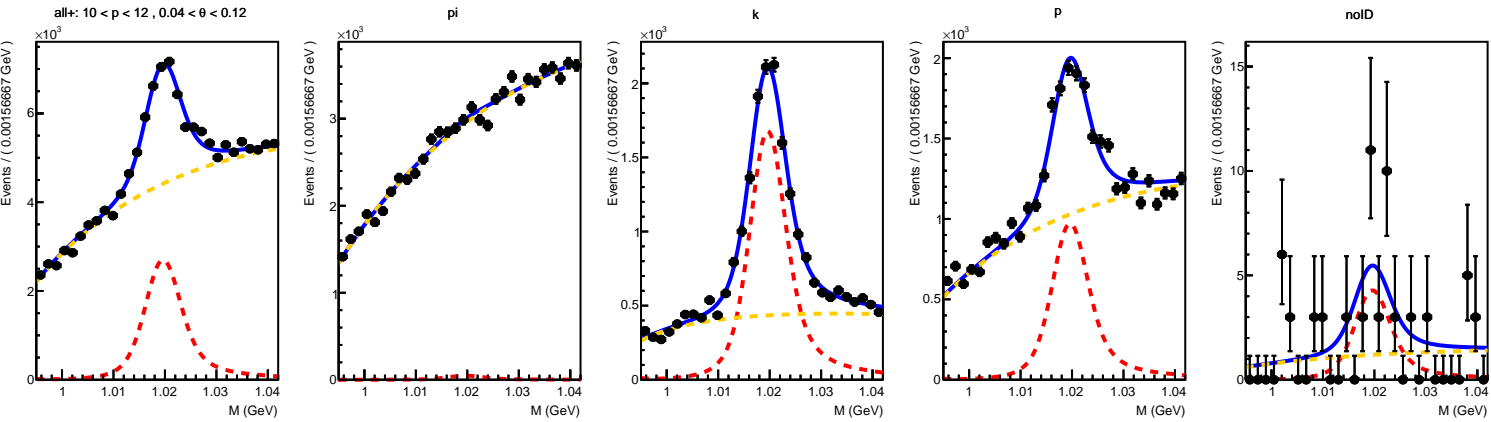 all+: 10 < p < 12 , 0.04 < θ < 0.12
×10³
Events / ( 0.00156667 GeV )
6
4
2
0
1 1.01 1.02 1.03 1.04
M (GeV)
pi
×10³
Events / ( 0.00156667 GeV )
3
2
1
0
1 1.01 1.02 1.03 1.04
M (GeV)
k
×10³
Events / ( 0.00156667 GeV )
2
1.5
1
0.5
0
1 1.01 1.02 1.03 1.04
M (GeV)
p
×10³
Events / ( 0.00156667 GeV )
2
1.5
1
0.5
0
1 1.01 1.02 1.03 1.04
M (GeV)
noID
Events / ( 0.00156667 GeV )
15
10
5
0
1 1.01 1.02 1.03 1.04
M (GeV)